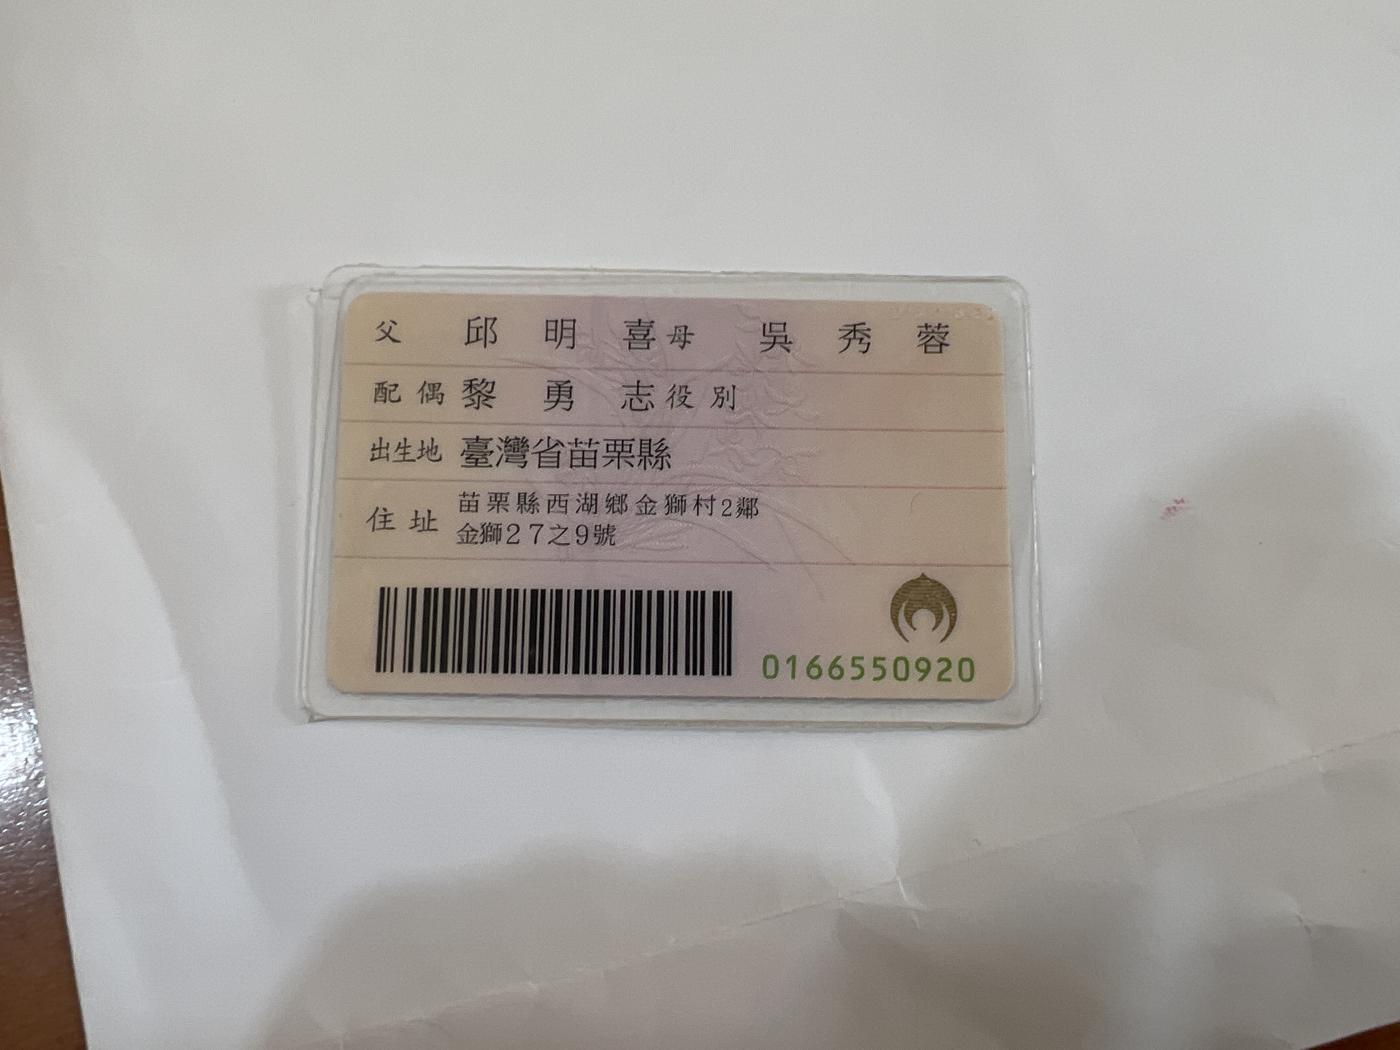 父 邱明喜 母 吳秀蓉
配偶 黎勇志 役別
出生地 臺灣省苗栗縣
住址 苗栗縣西湖鄉金獅村2鄰
金獅27之9號
0166550920